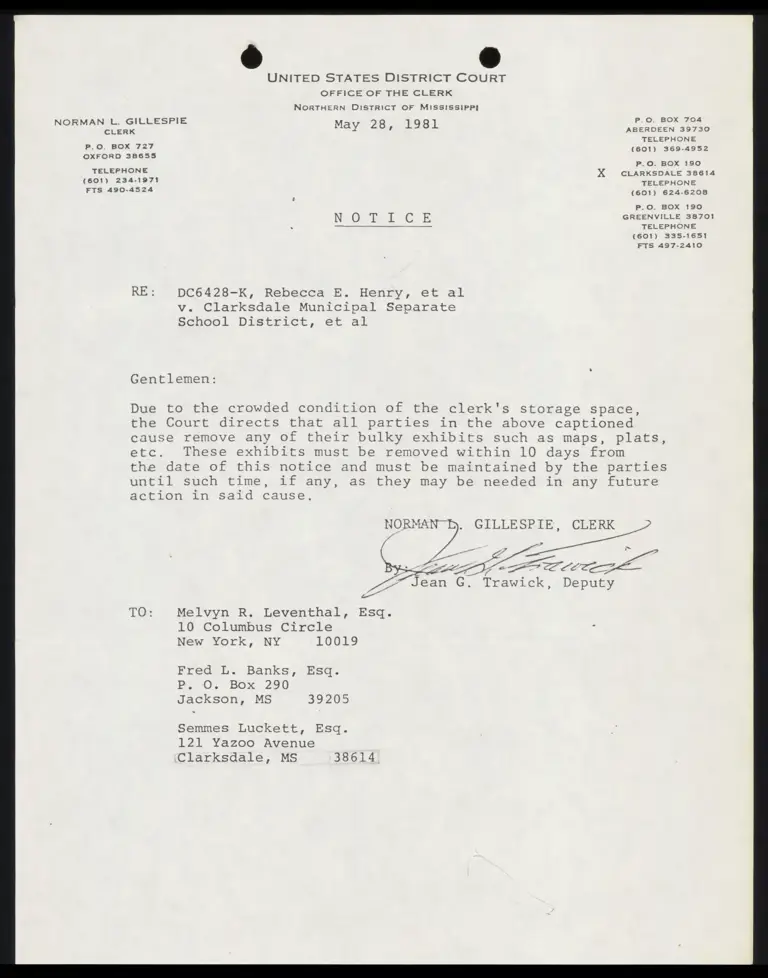 UNITED STATES DISTRICT COURT
OFFICE OF THE CLERK
NORTHERN DISTRICT OF MISSISSIPPI
May 28, 1981
NORMAN L. GILLESPIE
CLERK
P. O. BOX 727
OXFORD 38655
TELEPHONE
(601) 234-1971
FTS 490-4524
P. O. BOX 704
ABERDEEN 39730
TELEPHONE
(601) 369-4952
P. O. BOX 190
X CLARKSDALE 38614
TELEPHONE
(601) 624-6208
P. O. BOX 190
GREENVILLE 38701
TELEPHONE
(601) 335-1651
FTS 497-2410
N O T I C E
RE: DC6428-K, Rebecca E. Henry, et al
v. Clarksdale Municipal Separate
School District, et al
Gentlemen:
Due to the crowded condition of the clerk's storage space,
the Court directs that all parties in the above captioned
cause remove any of their bulky exhibits such as maps, plats,
etc. These exhibits must be removed within 10 days from
the date of this notice and must be maintained by the parties
until such time, if any, as they may be needed in any future
action in said cause.
NORMAN L. GILLESPIE, CLERK
By: Jean G. Trawick
Jean G. Trawick, Deputy
TO: Melvyn R. Leventhal, Esq.
10 Columbus Circle
New York, NY 10019
Fred L. Banks, Esq.
P. O. Box 290
Jackson, MS 39205
Semmes Luckett, Esq.
121 Yazoo Avenue
Clarksdale, MS 38614